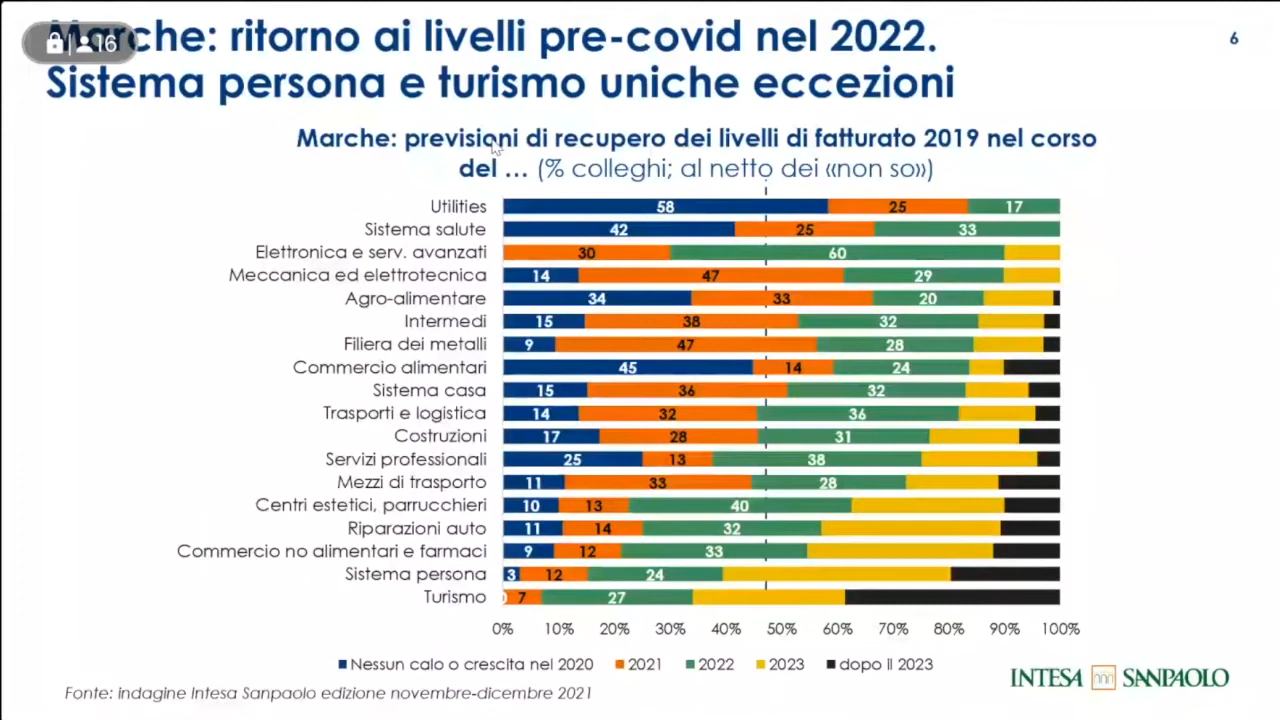 Marche: ritorno ai livelli pre-covid nel 2022.
16
6
Sistema persona e turismo uniche eccezioni
Marche: previsioni di recupero dei livelli di fatturato 2019 nel corso
del … (% colleghi; al netto dei «non so»)
Utilities 58 25 17
Sistema salute 42 25 33
Elettronica e serv. avanzati 30 60
Meccanica ed elettrotecnica 14 47 29
Agro-alimentare 34 33 20
Intermedi 15 38 32
Filiera dei metalli 9 47 28
Commercio alimentari 45 14 24
Sistema casa 15 36 32
Trasporti e logistica 14 32 36
Costruzioni 17 28 31
Servizi professionali 25 13 38
Mezzi di trasporto 11 33 28
Centri estetici, parrucchieri 10 13 40
Riparazioni auto 11 14 32
Commercio no alimentari e farmaci 9 12 33
Sistema persona 3 12 24
Turismo 0 7 27
0% 10% 20% 30% 40% 50% 60% 70% 80% 90% 100%
Nessun calo o crescita nel 2020 2021 2022 2023 dopo il 2023
INTESA SANPAOLO
Fonte: indagine Intesa Sanpaolo edizione novembre-dicembre 2021